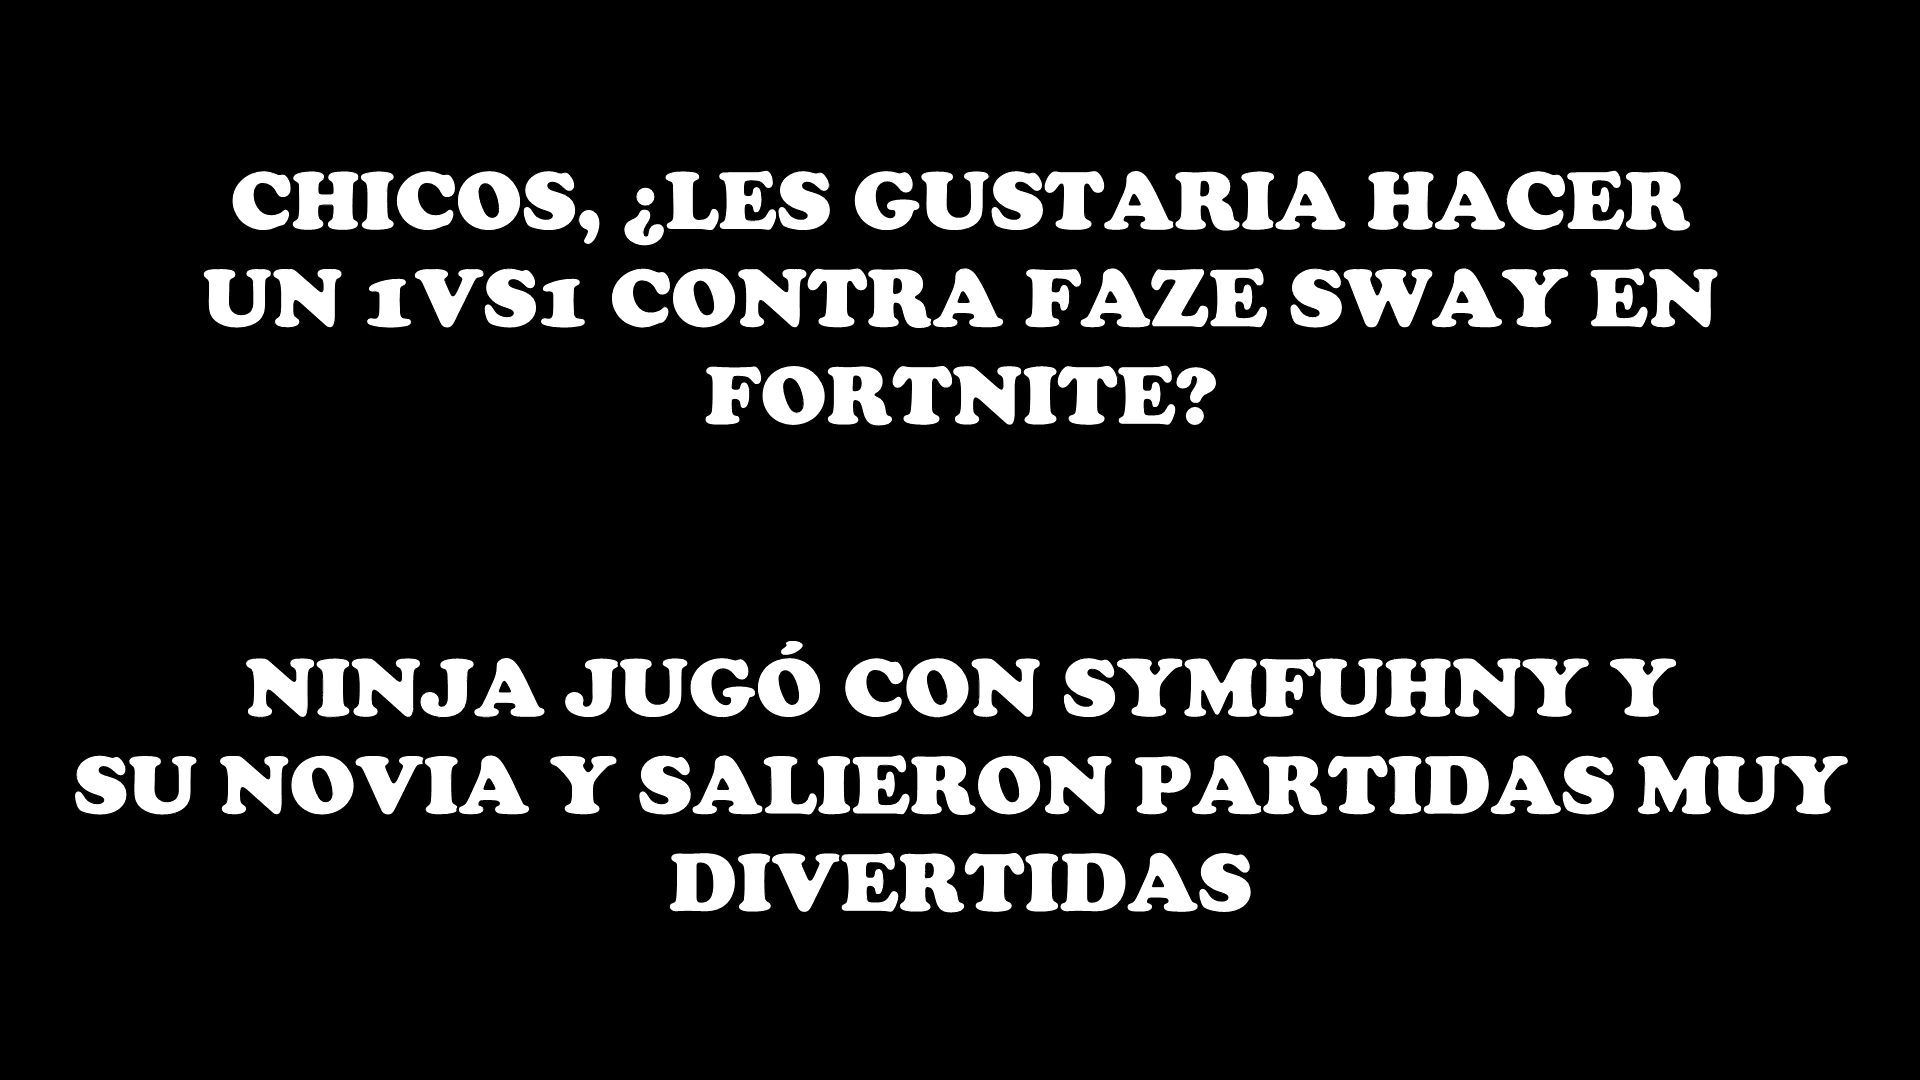 CHICOS, ¿LES GUSTARIA HACER
UN 1VS1 CONTRA FAZE SWAY EN
FORTNITE?
NINJA JUGÓ CON SYMFUHNY Y
SU NOVIA Y SALIERON PARTIDAS MUY
DIVERTIDAS